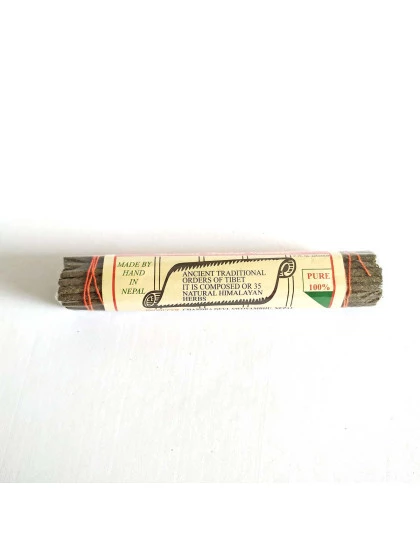 MADE BY
HAND
IN
NEPAL
ANCIENT TRADITIONAL
ORDERS OF TIBET
IT IS COMPOSED OR 35
NATURAL HIMALAYAN
HERBS
PURE
100%